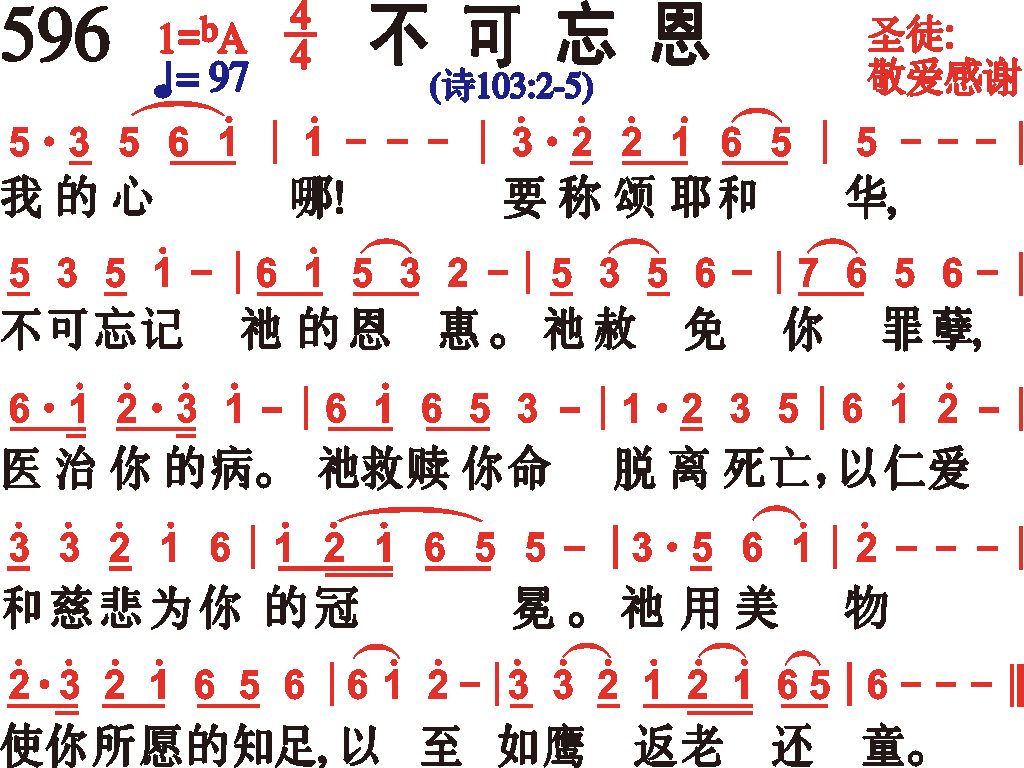 596 1=bA 4/4 不可忘恩 圣徒:
♩= 97 (诗103:2-5) 敬爱感谢
5·3 5 6 1 | 1 - - - | 3·2 2 1 6 5 | 5 - - - |
我的心 哪! 要称颂耶和 华,
5 3 5 1 - | 6 1 5 3 2 - | 5 3 5 6 - | 7 6 5 6 - |
不可忘记 祂的恩 惠。祂赦 免 你 罪孽,
6·1 2·3 1 - | 6 1 6 5 3 - | 1·2 3 5 | 6 1 2 - |
医治你的病。 祂救赎你命 脱离死亡,以仁爱
3 3 2 1 6 | 1 2 1 6 5 5 - | 3·5 6 1 | 2 - - - |
和慈悲为你 的冠 冕。祂用美 物
2·3 2 1 6 5 6 | 6 1 2 - | 3 3 2 1 2 1 6 5 | 6 - - - ‖
使你所愿的知足,以 至 如鹰 返老 还 童。